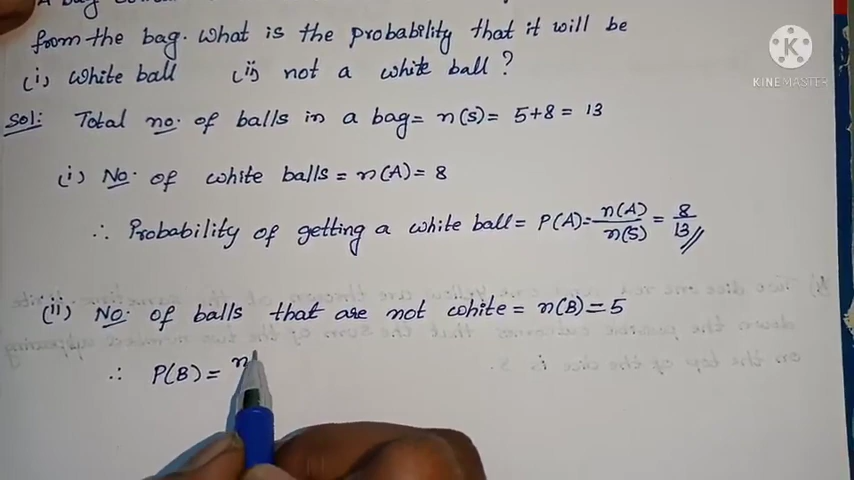 A bag
from the bag. what is the probability that it will be
(i) white ball (ii) not a white ball?
KINEMASTER
Sol: Total no. of balls in a bag = n(S) = 5+8 = 13
(i) No. of white balls = n(A) = 8
∴ Probability of getting a white ball = P(A) = n(A)/n(S) = 8/13 //
(ii) No. of balls that are not white = n(B) = 5
∴ P(B) = n